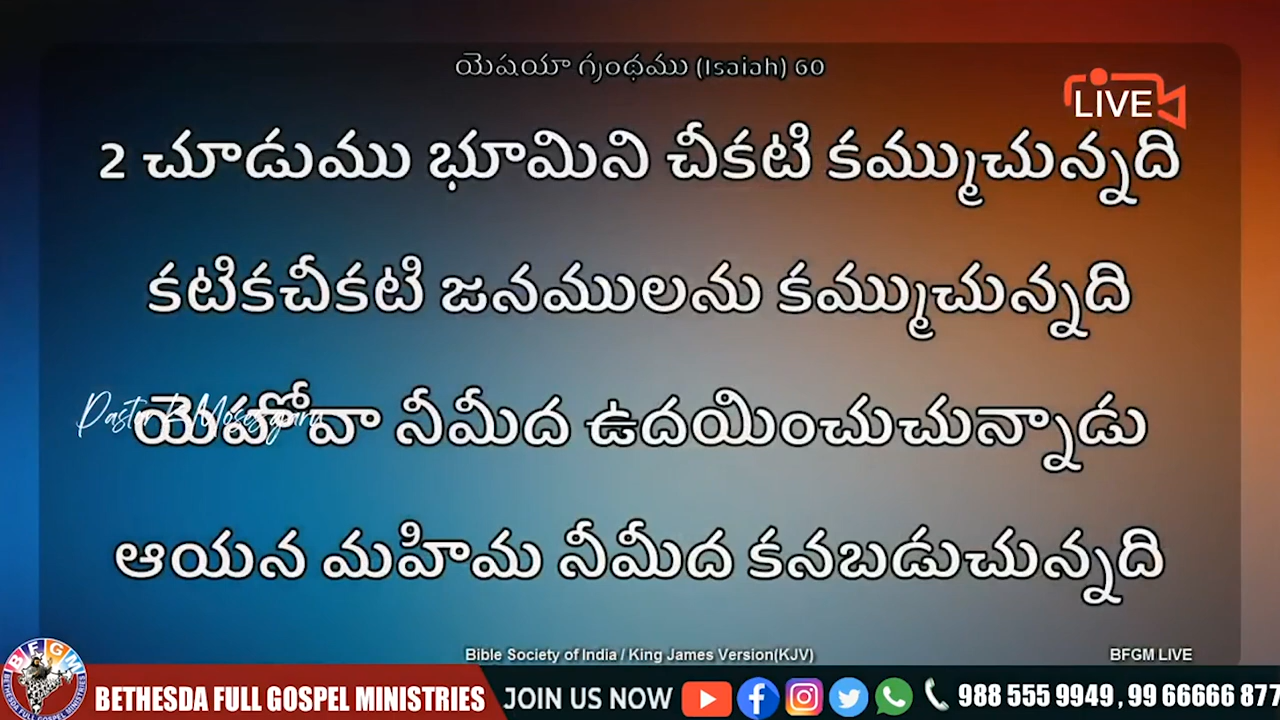 యెషయా గ్రంథము (Isaiah) 60
LIVE
2 చూడుము భూమిని చీకటి కమ్ముచున్నది
కటికచీకటి జనములను కమ్ముచున్నది
యెహోవా నీమీద ఉదయించుచున్నాడు
ఆయన మహిమ నీమీద కనబడుచున్నది
Bible Society of India / King James Version(KJV)
BFGM LIVE
BFGM
BETHESDA FULL GOSPEL MINISTRIES JOIN US NOW 988 555 9949 , 99 66666 877